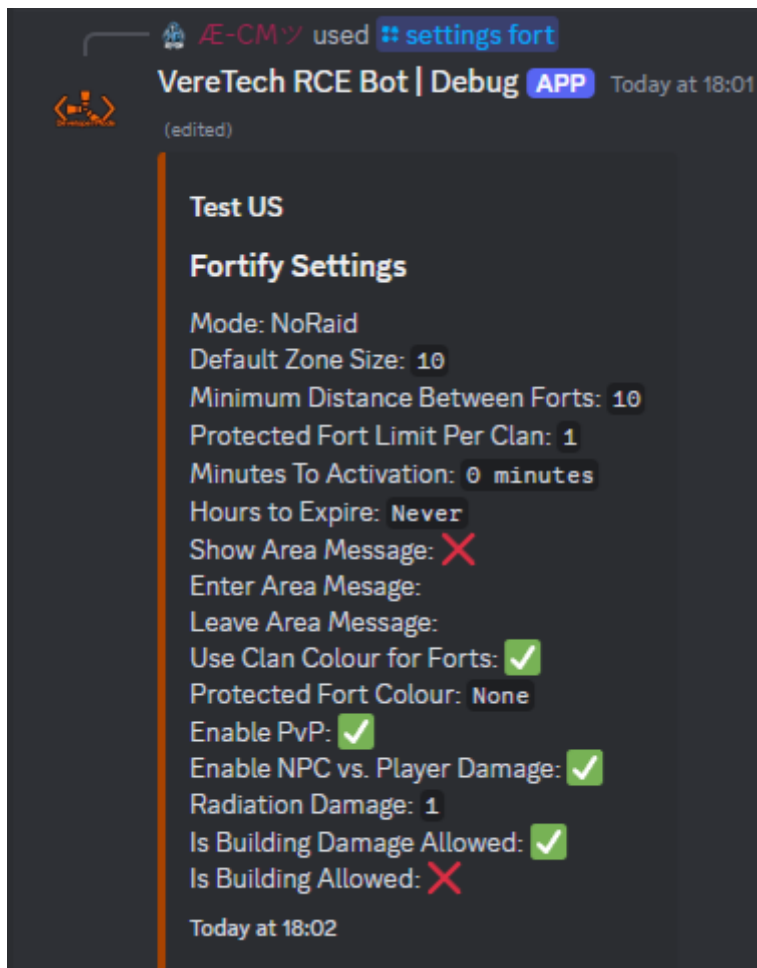 Æ-CMツ used settings fort
VereTech RCE Bot | Debug APP Today at 18:01
(edited)
Test US
Fortify Settings
Mode: NoRaid
Default Zone Size: 10
Minimum Distance Between Forts: 10
Protected Fort Limit Per Clan: 1
Minutes To Activation: 0 minutes
Hours to Expire: Never
Show Area Message: ❌
Enter Area Mesage:
Leave Area Message:
Use Clan Colour for Forts: ✅
Protected Fort Colour: None
Enable PvP: ✅
Enable NPC vs. Player Damage: ✅
Radiation Damage: 1
Is Building Damage Allowed: ✅
Is Building Allowed: ❌
Today at 18:02